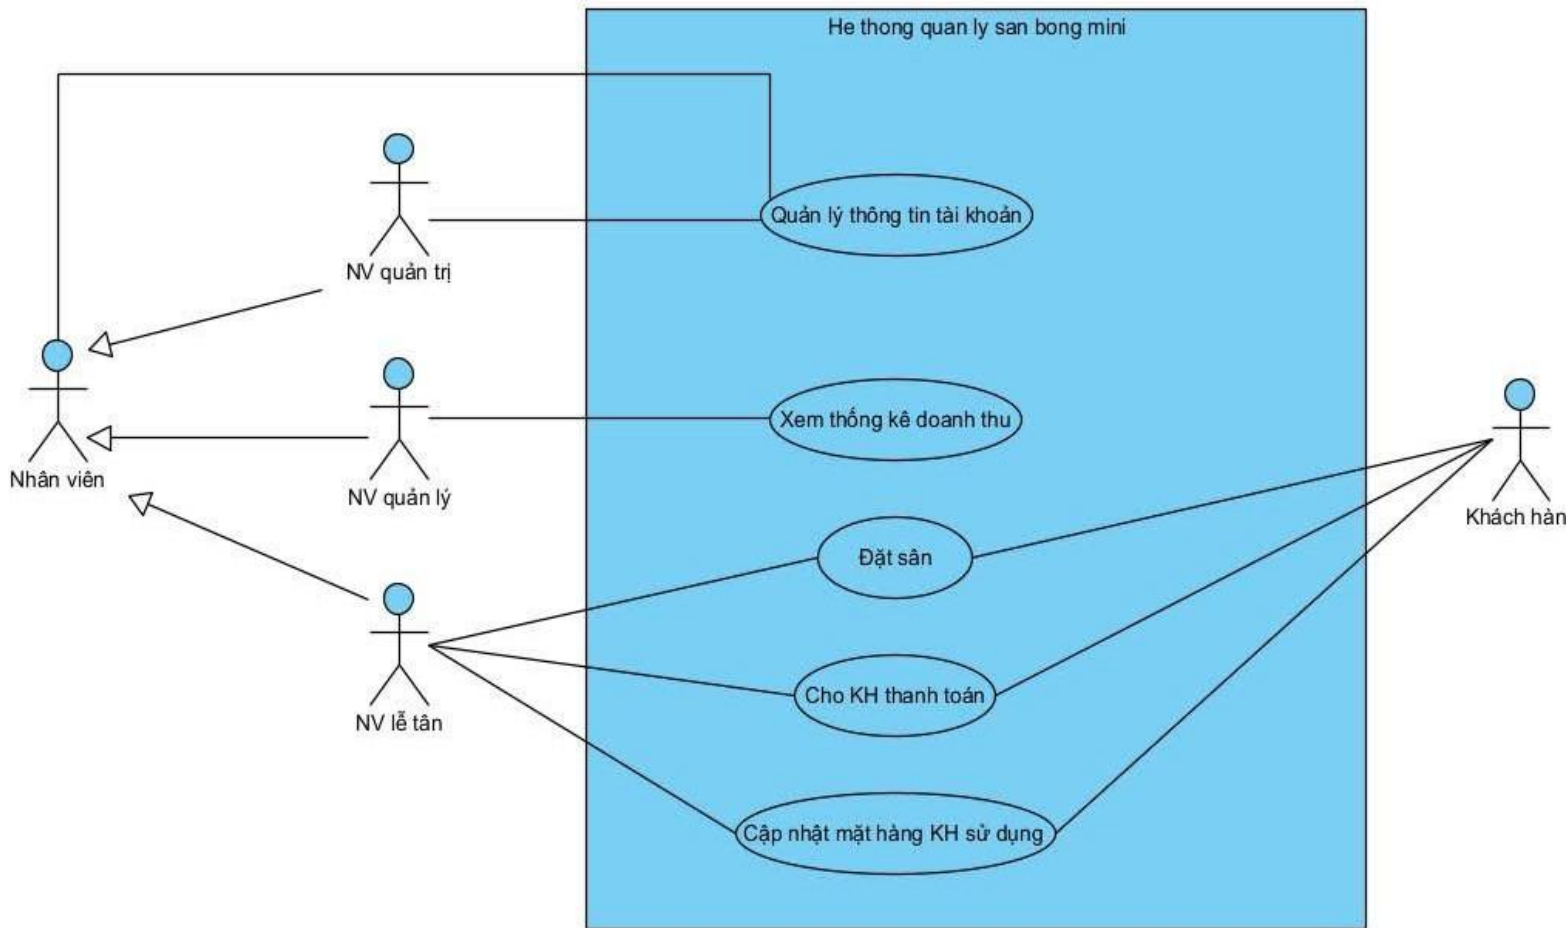 He thong quan ly san bong mini
Quản lý thông tin tài khoản
NV quản trị
Xem thống kê doanh thu
Nhân viên
NV quản lý
Khách hàn
Đặt sân
Cho KH thanh toán
NV lễ tân
Cập nhật mặt hàng KH sử dụng